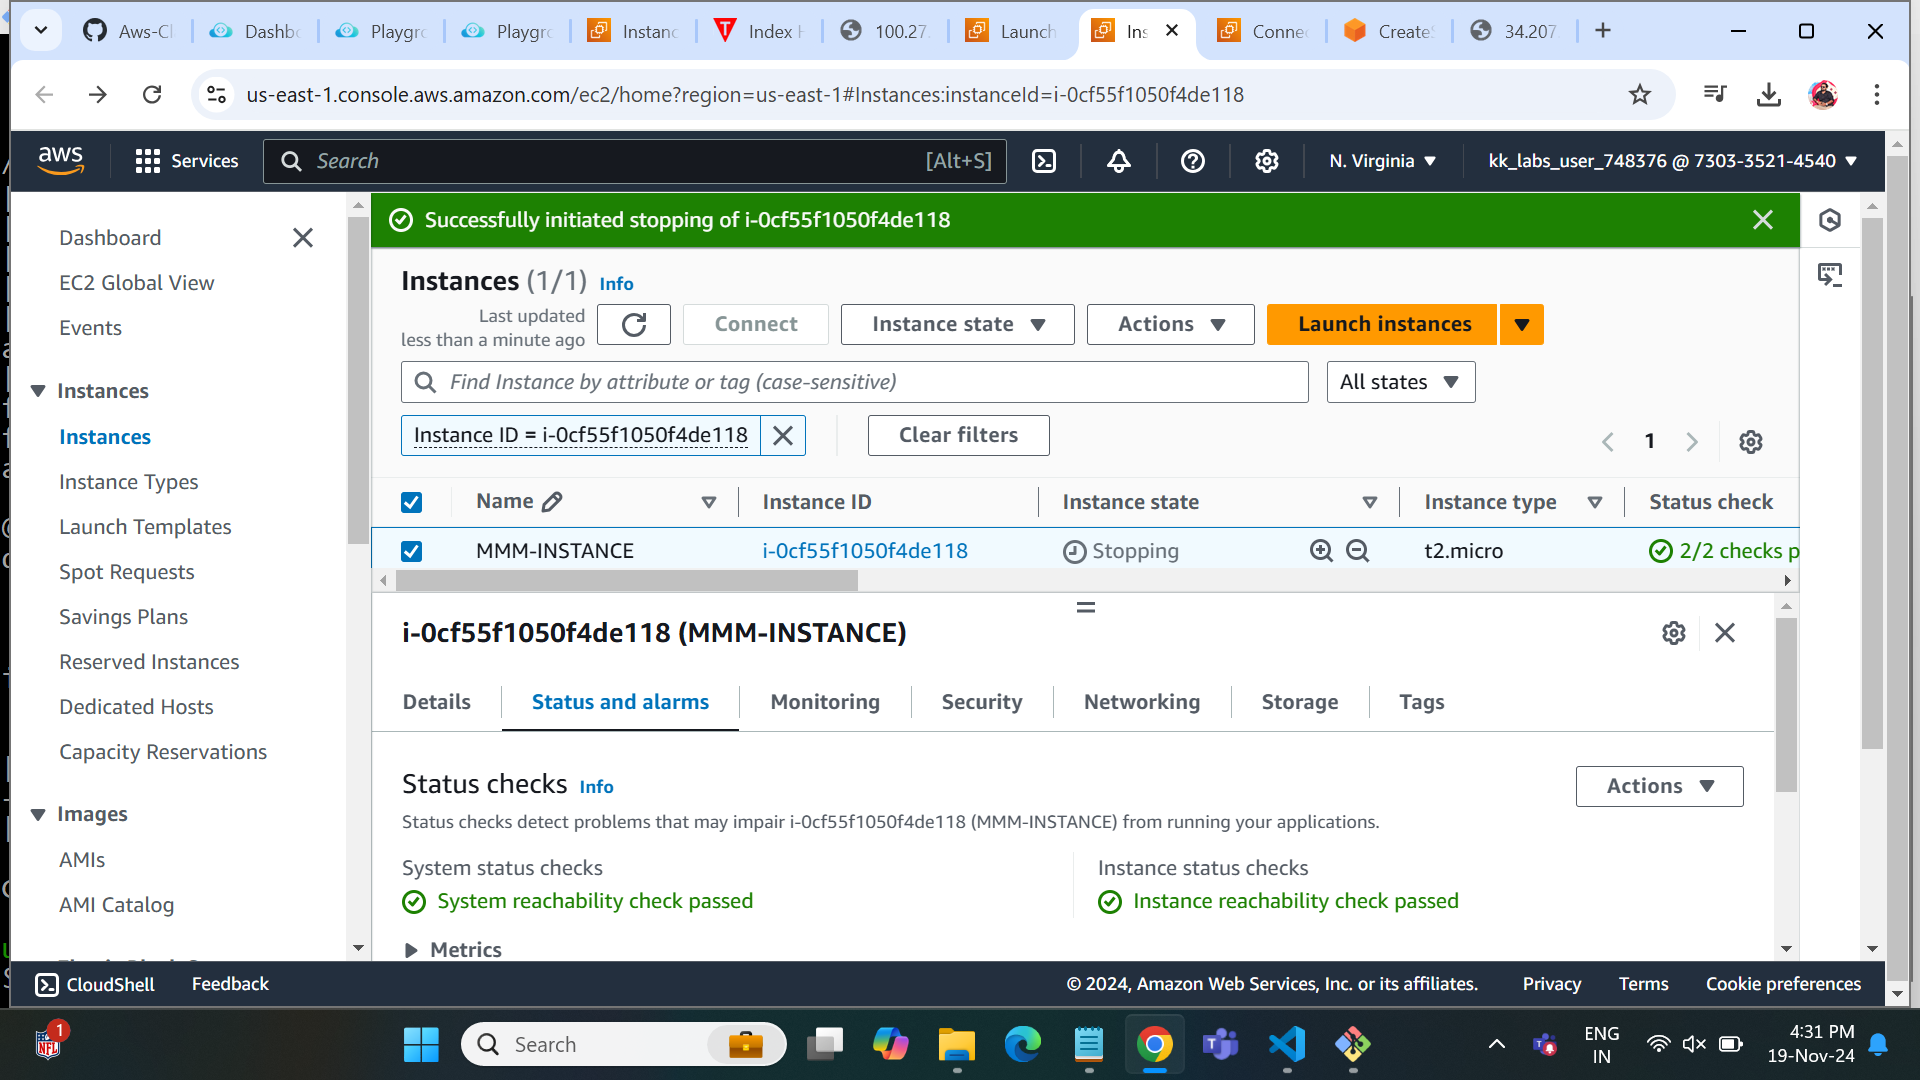 Aws-Cl
Dashbo
Playgro
Playgro
Instanc
Index H
100.27.
Launch
Ins
Connec
CreateS
34.207
us-east-1.console.aws.amazon.com/ec2/home?region=us-east-1#Instances:instanceId=i-0cf55f1050f4de118
aws
Services
Search
[Alt+S]
N. Virginia
kk_labs_user_748376 @ 7303-3521-4540
Successfully initiated stopping of i-0cf55f1050f4de118
Dashboard
EC2 Global View
Events
Instances
Instances
Instance Types
Launch Templates
Spot Requests
Savings Plans
Reserved Instances
Dedicated Hosts
Capacity Reservations
Images
AMIs
AMI Catalog
Instances (1/1) Info
Last updated
less than a minute ago
Connect
Instance state
Actions
Launch instances
Find Instance by attribute or tag (case-sensitive)
All states
Instance ID = i-0cf55f1050f4de118
Clear filters
1
Name
Instance ID
Instance state
Instance type
Status check
MMM-INSTANCE
i-0cf55f1050f4de118
Stopping
t2.micro
2/2 checks p
i-0cf55f1050f4de118 (MMM-INSTANCE)
Details
Status and alarms
Monitoring
Security
Networking
Storage
Tags
Status checks Info
Actions
Status checks detect problems that may impair i-0cf55f1050f4de118 (MMM-INSTANCE) from running your applications.
System status checks
System reachability check passed
Instance status checks
Instance reachability check passed
Metrics
CloudShell
Feedback
© 2024, Amazon Web Services, Inc. or its affiliates.
Privacy
Terms
Cookie preferences
1
NFL
Search
ENG
IN
4:31 PM
19-Nov-24